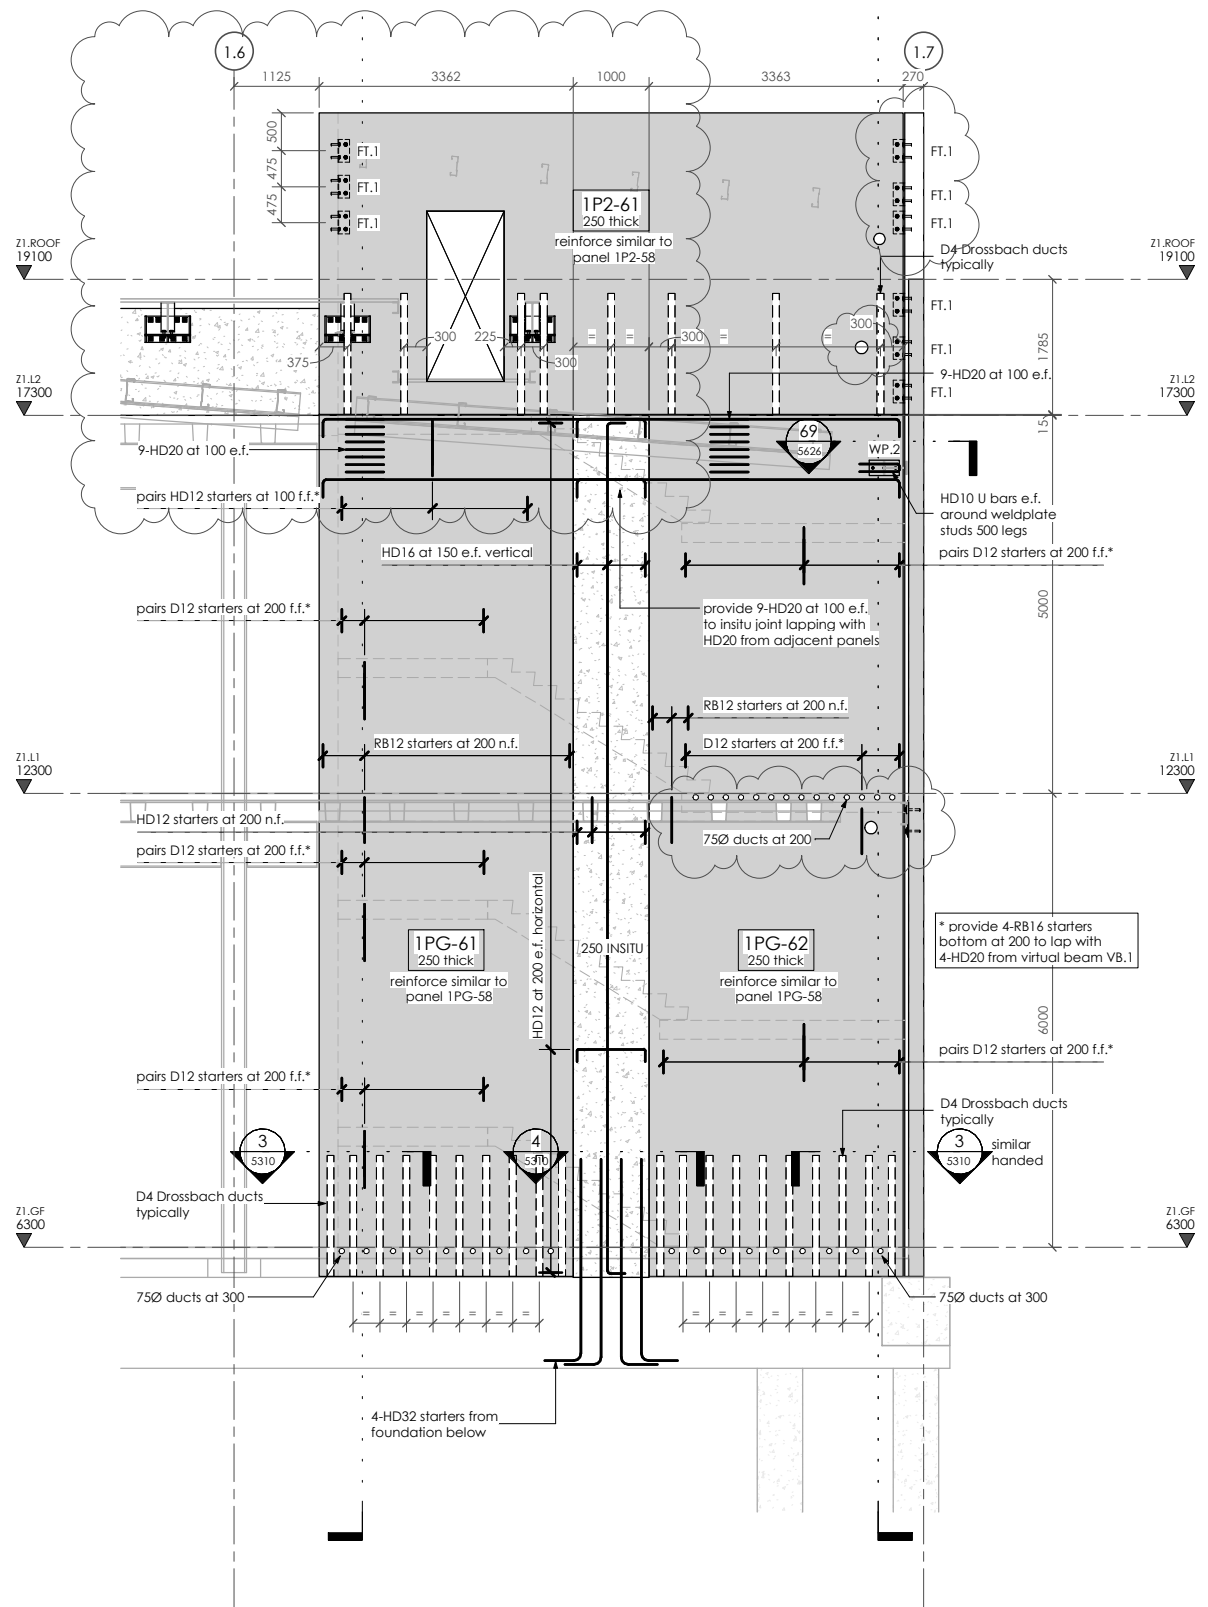 1.6
1.7
1125
3362
1000
3363
270
500
475
475
FT.1
FT.1
FT.1
FT.1
FT.1
FT.1
1P2-61
250 thick
reinforce similar to
panel 1P2-58
D4 Drossbach ducts
typically
Z1.ROOF
19100
Z1.ROOF
19100
FT.1
FT.1
FT.1
300
225
300
375
300
=
=
=
=
300
1785
9-HD20 at 100 e.f.
Z1.L2
17300
Z1.L2
17300
15
69
5626
WP.2
9-HD20 at 100 e.f.
pairs HD12 starters at 100 f.f.*
HD10 U bars e.f.
around weldplate
studs 500 legs
HD16 at 150 e.f. vertical
pairs D12 starters at 200 f.f.*
pairs D12 starters at 200 f.f.*
provide 9-HD20 at 100 e.f.
to insitu joint lapping with
HD20 from adjacent panels
5000
RB12 starters at 200 n.f.
RB12 starters at 200 n.f.
D12 starters at 200 f.f.*
Z1.L1
12300
Z1.L1
12300
HD12 starters at 200 n.f.
75Ø ducts at 200
pairs D12 starters at 200 f.f.*
HD12 at 200 e.f. horizontal
1PG-61
250 thick
reinforce similar to
panel 1PG-58
250 INSITU
1PG-62
250 thick
reinforce similar to
panel 1PG-58
* provide 4-RB16 starters
bottom at 200 to lap with
4-HD20 from virtual beam VB.1
6000
pairs D12 starters at 200 f.f.*
pairs D12 starters at 200 f.f.*
D4 Drossbach ducts
typically
3
5310
4
5310
3
5310
similar
handed
D4 Drossbach ducts
typically
Z1.GF
6300
Z1.GF
6300
75Ø ducts at 300
75Ø ducts at 300
= = = = = = =
= = = = = = =
4-HD32 starters from
foundation below